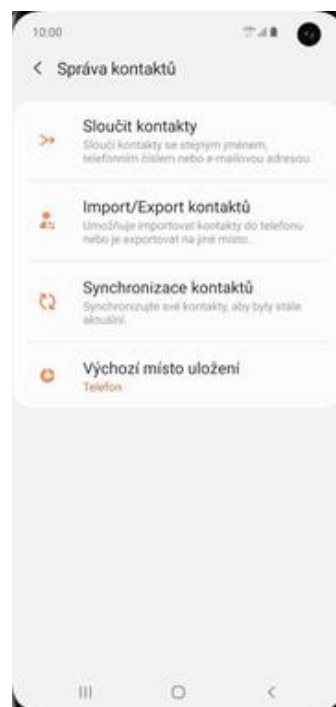 10:00
Správa kontaktů
Sloučit kontakty
Sloučí kontakty se stejným jménem,
telefonním číslem nebo e-mailovou adresou.
Import/Export kontaktů
Umožňuje importovat kontakty do telefonu
nebo je exportovat na jiné místo.
Synchronizace kontaktů
Synchronizujte své kontakty, aby byly stále
aktuální.
Výchozí místo uložení
Telefon